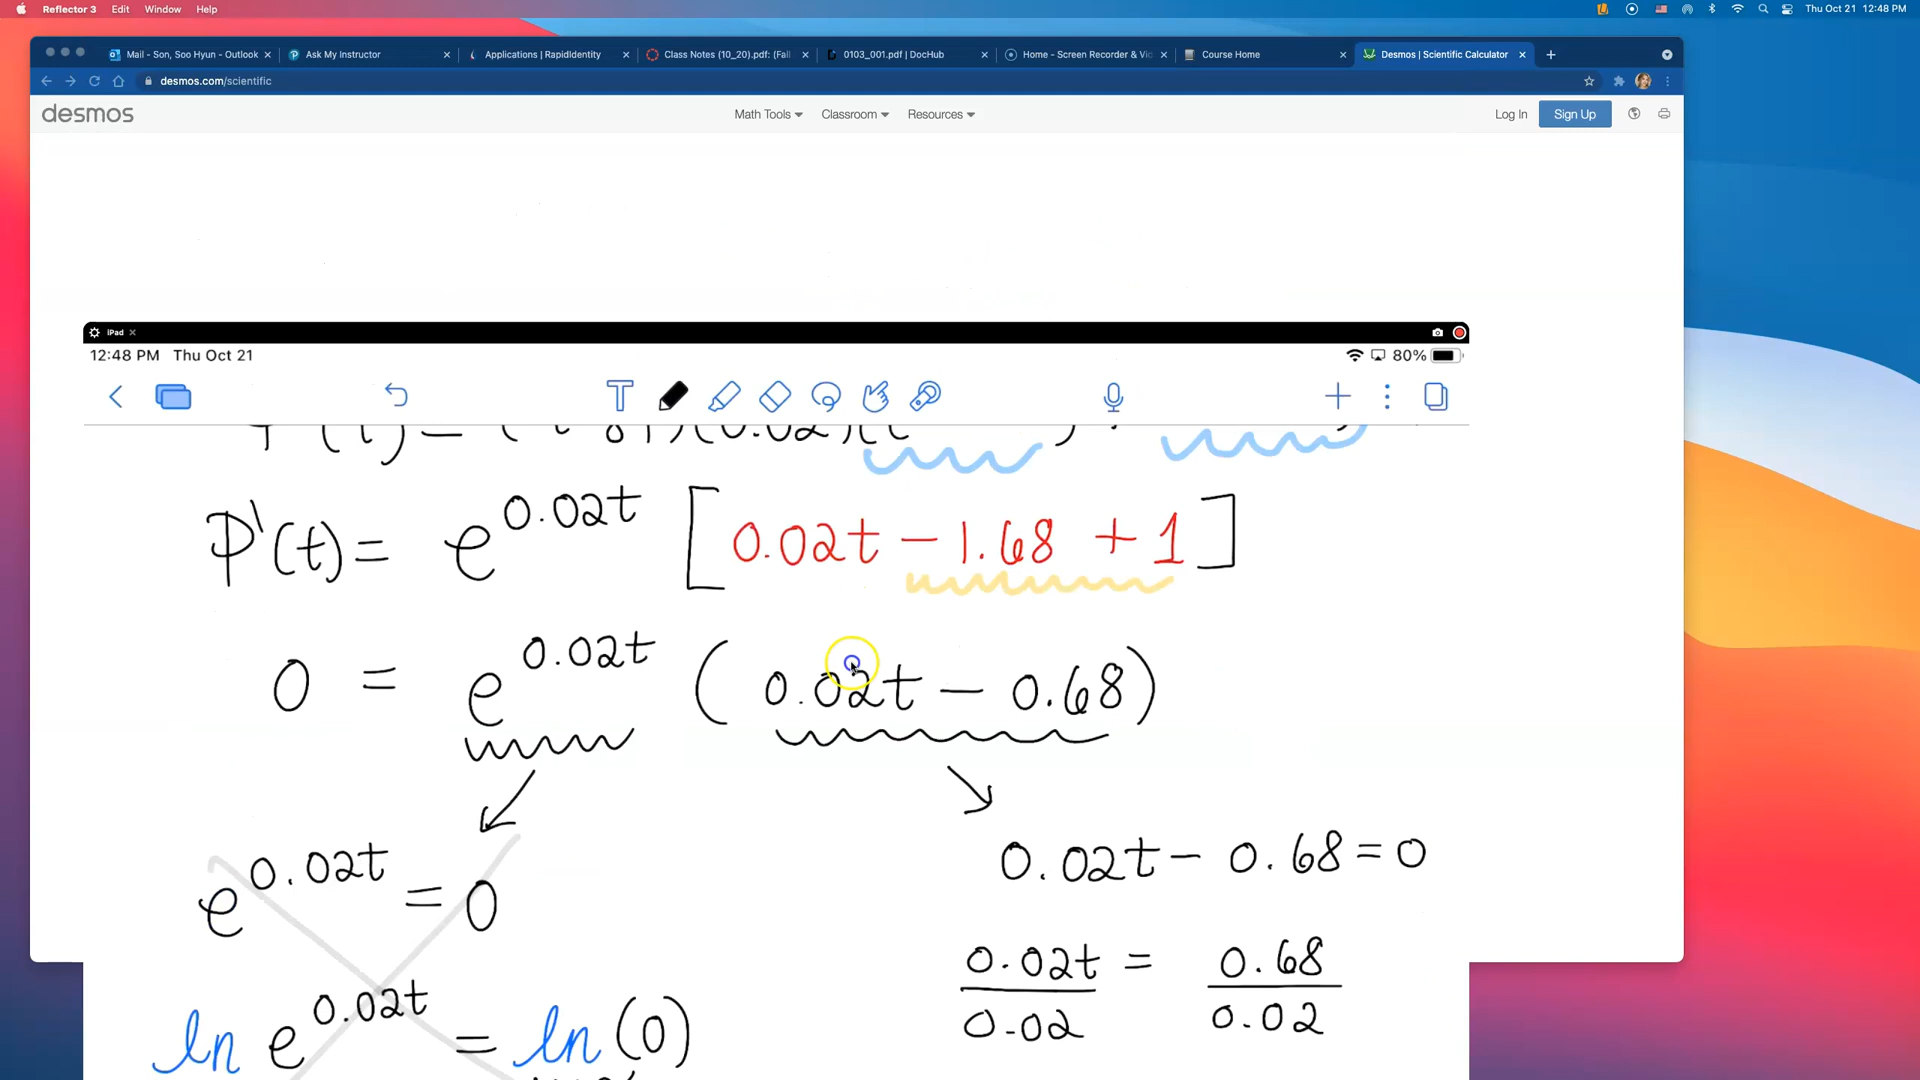 Reflector 3 Edit Window Help Thu Oct 21 12:48 PM
Mail - Son, Soo Hyun - Outlook Ask My Instructor Applications | RapidIdentity Class Notes (10_20).pdf: (Fall 0103_001.pdf | DocHub Home - Screen Recorder & Vi Course Home Desmos | Scientific Calculator
desmos.com/scientific
desmos Math Tools Classroom Resources Log In Sign Up
iPad
12:48 PM Thu Oct 21 80%
P'(t) = e^0.02t [0.02t - 1.68 + 1]
0 = e^0.02t (0.02t - 0.68)
e^0.02t = 0
0.02t - 0.68 = 0
0.02t = 0.68
0.02 0.02
ln e^0.02t = ln (0)